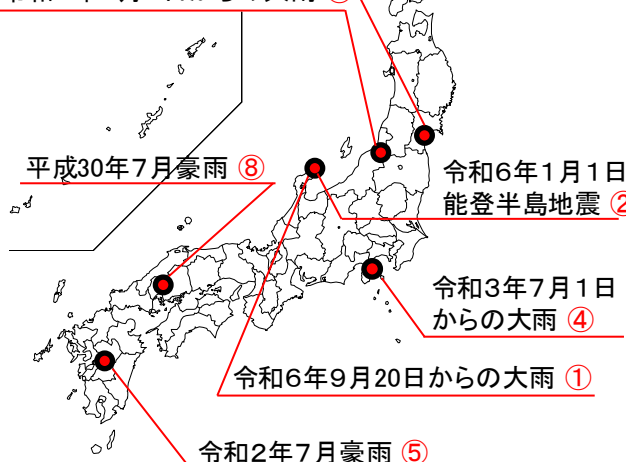 平成30年7月豪雨 ⑧
令和6年1月1日
能登半島地震 ②
令和3年7月1日
からの大雨 ④
令和6年9月20日からの大雨 ①
令和2年7月豪雨 ⑤